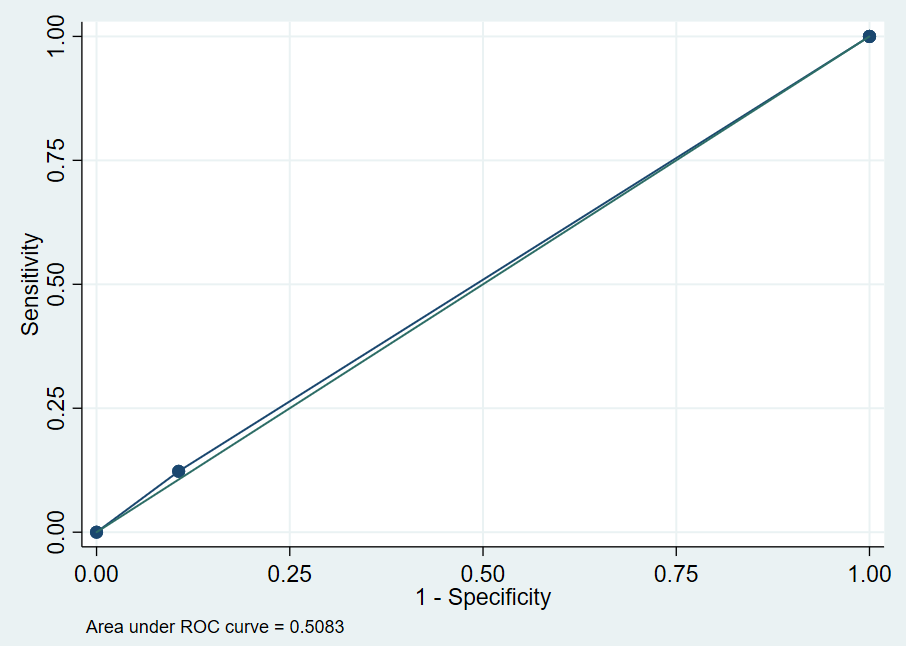 1.00
0.75
0.50
0.25
0.00
Sensitivity
0.00 0.25 0.50 0.75 1.00
1 - Specificity
Area under ROC curve = 0.5083